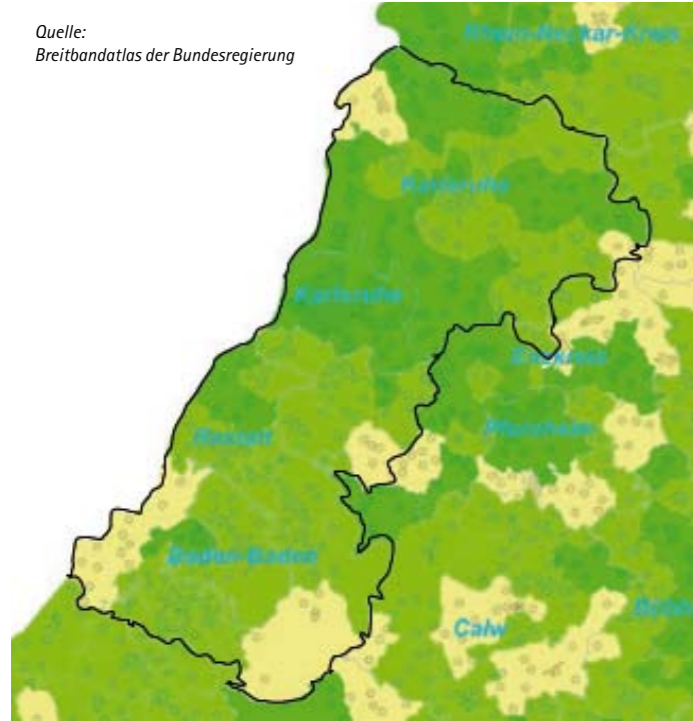 Quelle:
Breitbandatlas der Bundesregierung
Rhein-Neckar-Kreis
Karlsruhe
Karlsruhe
Enzkreis
Rastatt
Pforzheim
Baden-Baden
Calw